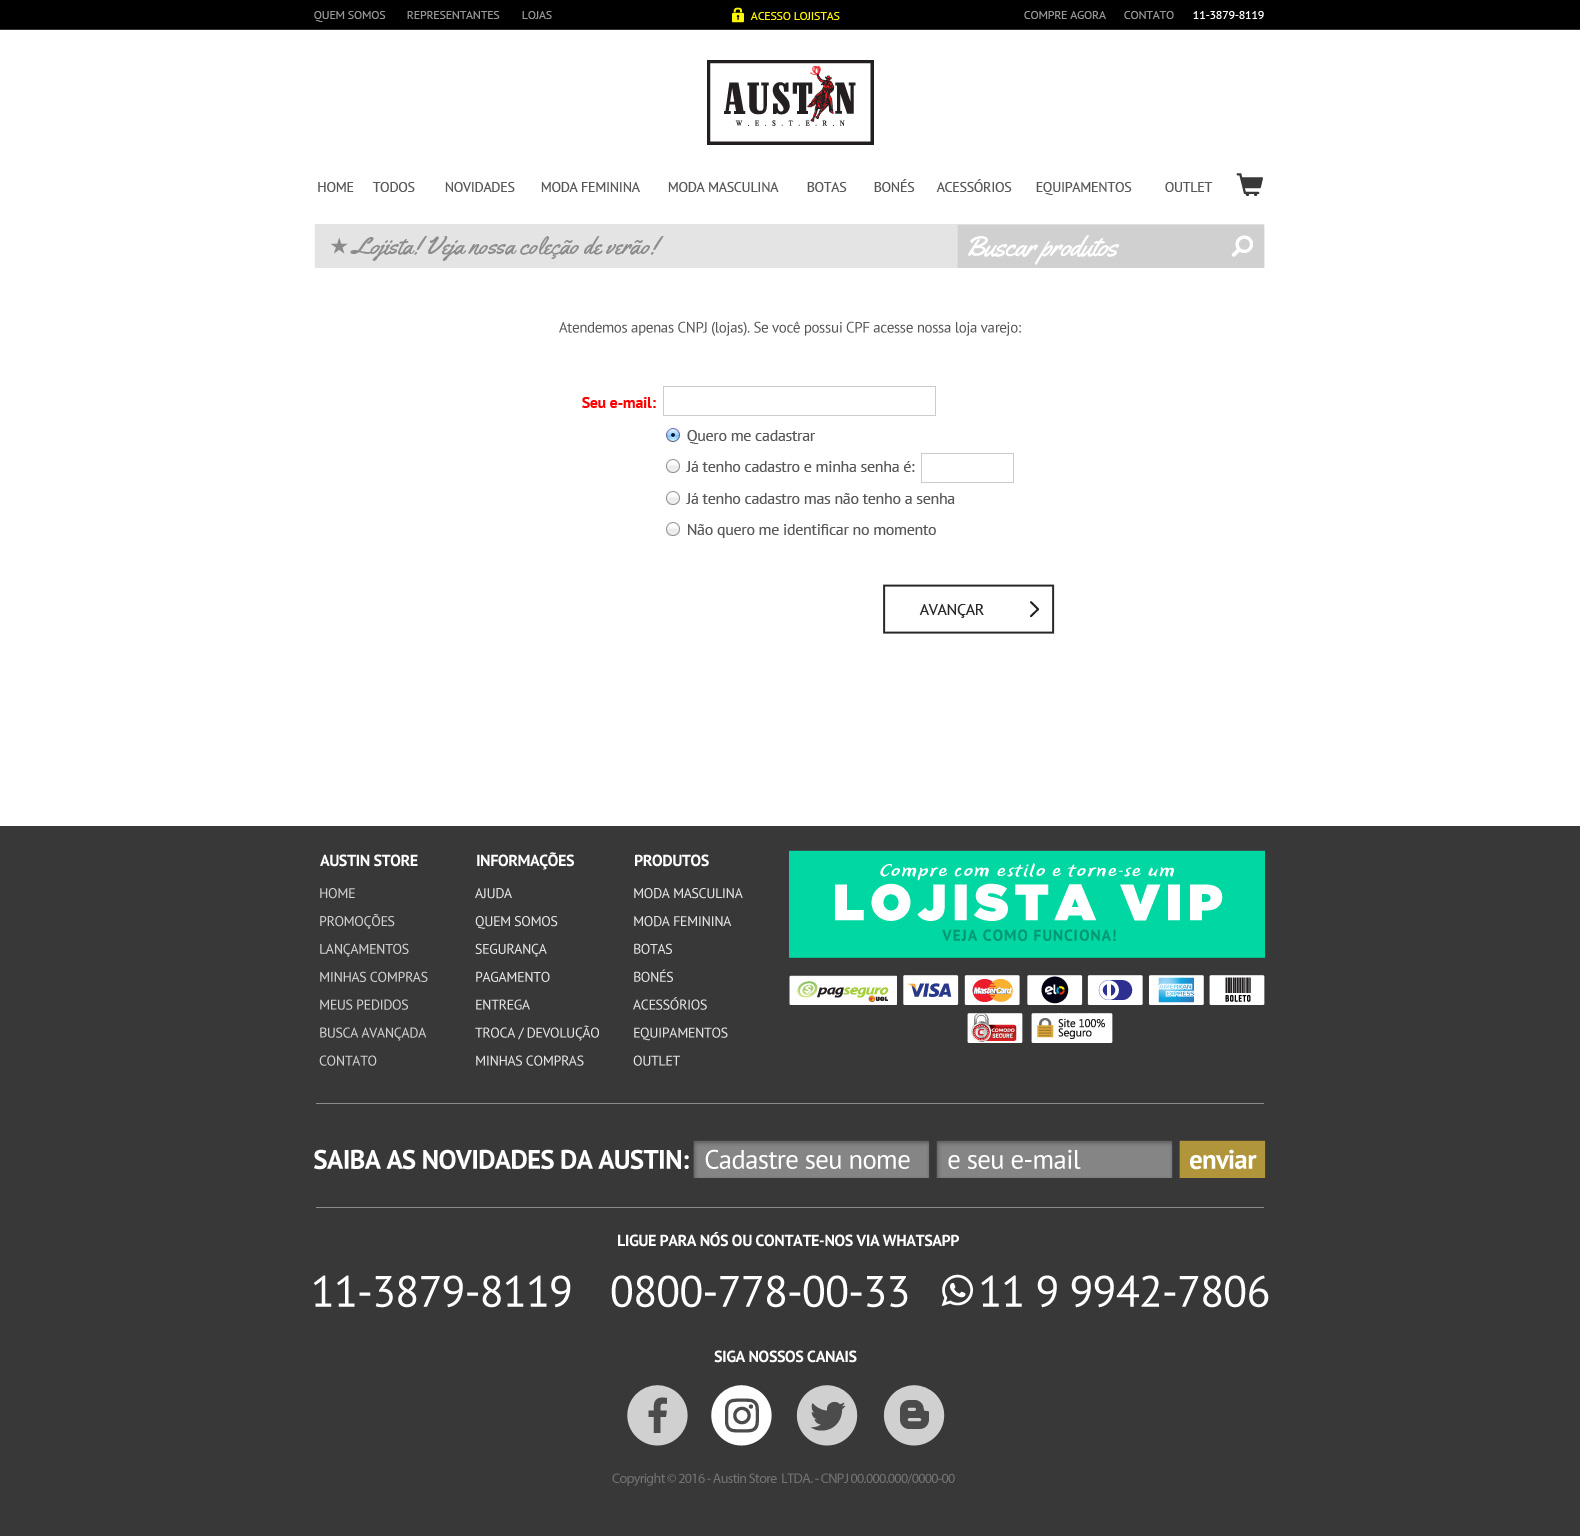 QUEM SOMOS REPRESENTANTES LOJAS ACESSO LOJISTAS COMPRE AGORA CONTATO 11-3879-8119
AUSTIN
W.E.S.T.E.R.N
HOME TODOS NOVIDADES MODA FEMININA MODA MASCULINA BOTAS BONÉS ACESSÓRIOS EQUIPAMENTOS OUTLET
★ Lojista! Veja nossa coleção de verão! Buscar produtos
Atendemos apenas CNPJ (lojas). Se você possui CPF acesse nossa loja varejo:
Seu e-mail:
Quero me cadastrar
Já tenho cadastro e minha senha é:
Já tenho cadastro mas não tenho a senha
Não quero me identificar no momento
AVANÇAR
AUSTIN STORE
HOME
PROMOÇÕES
LANÇAMENTOS
MINHAS COMPRAS
MEUS PEDIDOS
BUSCA AVANÇADA
CONTATO
INFORMAÇÕES
AJUDA
QUEM SOMOS
SEGURANÇA
PAGAMENTO
ENTREGA
TROCA / DEVOLUÇÃO
MINHAS COMPRAS
PRODUTOS
MODA MASCULINA
MODA FEMININA
BOTAS
BONÉS
ACESSÓRIOS
EQUIPAMENTOS
OUTLET
Compre com estilo e torne-se um
LOJISTA VIP
VEJA COMO FUNCIONA!
pagseguro UOL VISA MasterCard elo AMERICAN EXPRESS BOLETO
COMODO SECURE Site 100% Seguro
SAIBA AS NOVIDADES DA AUSTIN: Cadastre seu nome e seu e-mail enviar
LIGUE PARA NÓS OU CONTATE-NOS VIA WHATSAPP
11-3879-8119 0800-778-00-33 11 9 9942-7806
SIGA NOSSOS CANAIS
Copyright © 2016 - Austin Store LTDA. - CNPJ 00.000.000/0000-00